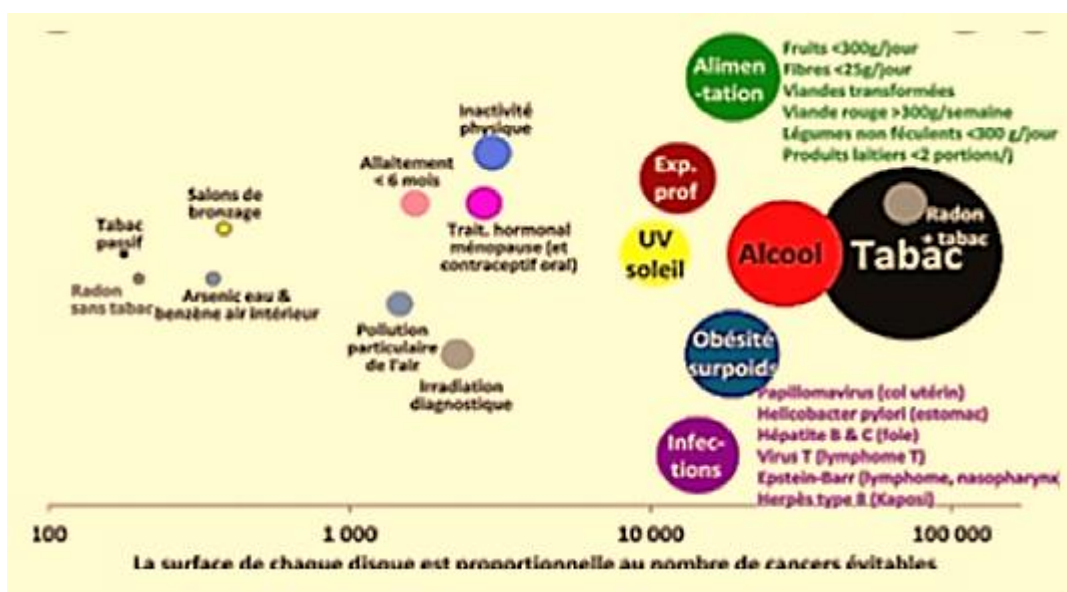 Alimen
-tation
Fruits <300g/jour
Fibres <25g/jour
Viandes transformées
Viande rouge >300g/semaine
Légumes non féculents <300 g/jour
Produits laitiers <2 portions/j
Inactivité
physique
Allaitement
< 6 mois
Exp.
prof
Salons de
bronzage
Tabac
passif
Trait. hormonal
ménopause (et
contraceptif oral)
UV
soleil
Alcool
Tabac
Radon
+ tabac
Radon
sans tabac
Arsenic eau &
benzène air intérieur
Pollution
particulaire
de l'air
Irradiation
diagnostique
Obésité
surpoids
Infec-
tions
Papillomavirus (col utérin)
Helicobacter pylori (estomac)
Hépatite B & C (foie)
Virus T (lymphome T)
Epstein-Barr (lymphome, nasopharynx
Herpès type 8 (Kaposi)
100
1 000
10 000
100 000
La surface de chaque disque est proportionnelle au nombre de cancers évitables